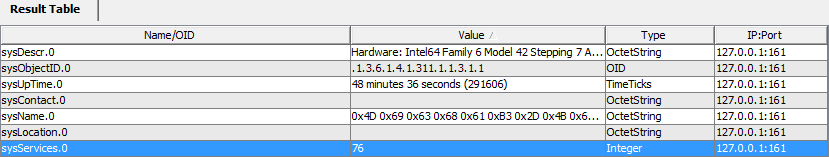 Result Table
Name/OID Value Type IP:Port
sysDescr.0 Hardware: Intel64 Family 6 Model 42 Stepping 7 A... OctetString 127.0.0.1:161
sysObjectID.0 .1.3.6.1.4.1.311.1.1.3.1.1 OID 127.0.0.1:161
sysUpTime.0 48 minutes 36 seconds (291606) TimeTicks 127.0.0.1:161
sysContact.0 OctetString 127.0.0.1:161
sysName.0 0x4D 0x69 0x63 0x68 0x61 0xB3 0x2D 0x4B 0x6... OctetString 127.0.0.1:161
sysLocation.0 OctetString 127.0.0.1:161
sysServices.0 76 Integer 127.0.0.1:161